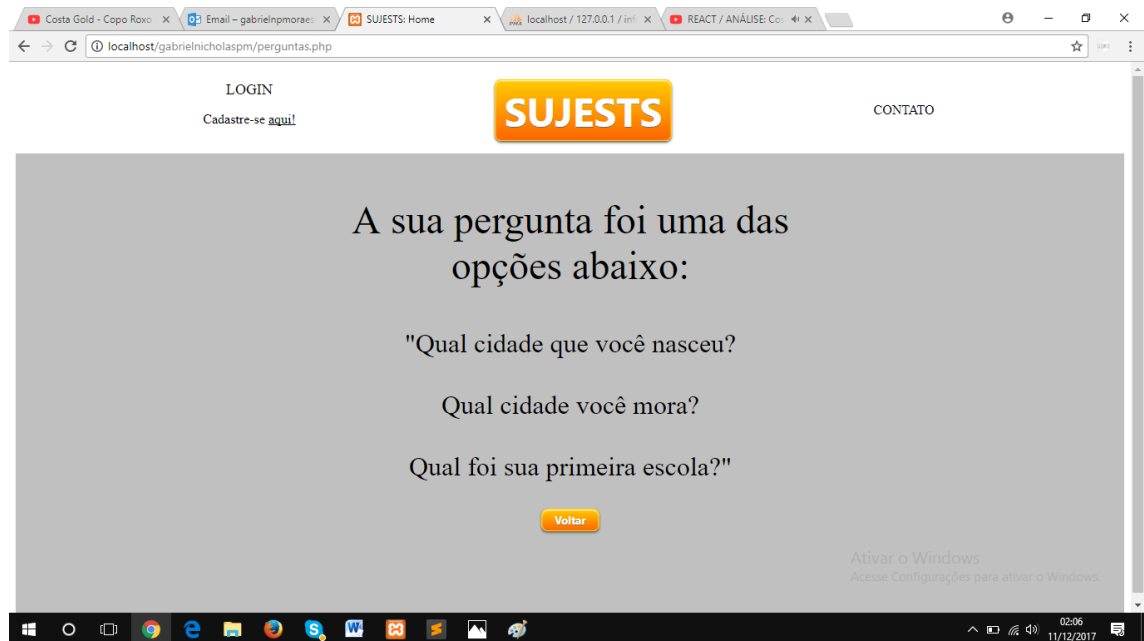 Costa Gold - Copo Roxo
Email – gabrielnpmoraes
SUJESTS: Home
localhost / 127.0.0.1 / inf
REACT / ANÁLISE: Cos
localhost/gabrielnicholaspm/perguntas.php
LOGIN
Cadastre-se aqui!
SUJESTS
CONTATO
A sua pergunta foi uma das
opções abaixo:
"Qual cidade que você nasceu?
Qual cidade você mora?
Qual foi sua primeira escola?"
Voltar
Ativar o Windows
Acesse Configurações para ativar o Windows.
02:06
11/12/2017